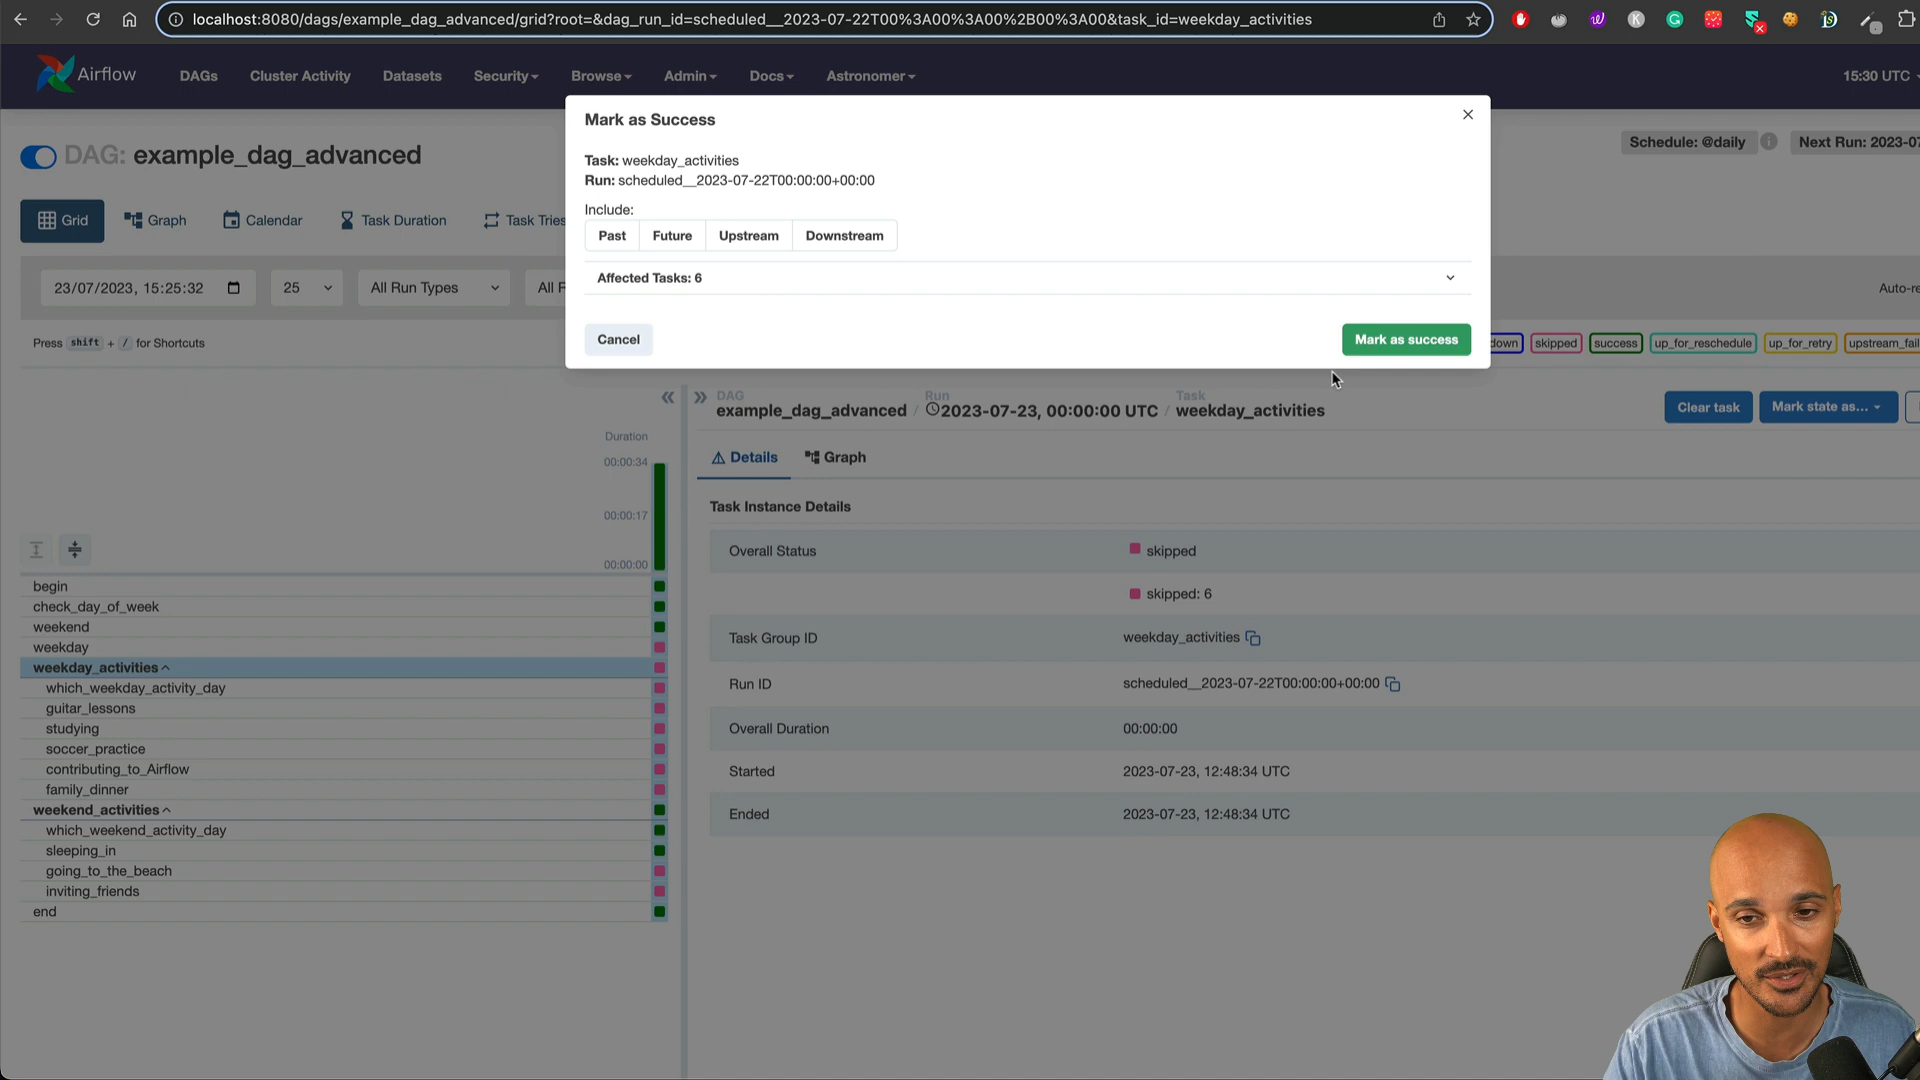 localhost:8080/dags/example_dag_advanced/grid?root=&dag_run_id=scheduled__2023-07-22T00%3A00%3A00%2B00%3A00&task_id=weekday_activities
Airflow DAGs Cluster Activity Datasets Security Browse Admin Docs Astronomer 15:30 UTC
Mark as Success
Task: weekday_activities
Run: scheduled__2023-07-22T00:00:00+00:00
Include:
Past Future Upstream Downstream
Affected Tasks: 6
Cancel Mark as success
DAG: example_dag_advanced
Schedule: @daily Next Run: 2023-07
Grid Graph Calendar Task Duration Task Tries
23/07/2023, 15:25:32 25 All Run Types All R
Auto-re
Press shift + / for Shortcuts
down skipped success up_for_reschedule up_for_retry upstream_fail
DAG Run Task
example_dag_advanced / 2023-07-23, 00:00:00 UTC / weekday_activities
Clear task Mark state as...
Details Graph
Duration
00:00:34
00:00:17
00:00:00
begin
check_day_of_week
weekend
weekday
weekday_activities
which_weekday_activity_day
guitar_lessons
studying
soccer_practice
contributing_to_Airflow
family_dinner
weekend_activities
which_weekend_activity_day
sleeping_in
going_to_the_beach
inviting_friends
end
Task Instance Details
Overall Status skipped
skipped: 6
Task Group ID weekday_activities
Run ID scheduled__2023-07-22T00:00:00+00:00
Overall Duration 00:00:00
Started 2023-07-23, 12:48:34 UTC
Ended 2023-07-23, 12:48:34 UTC